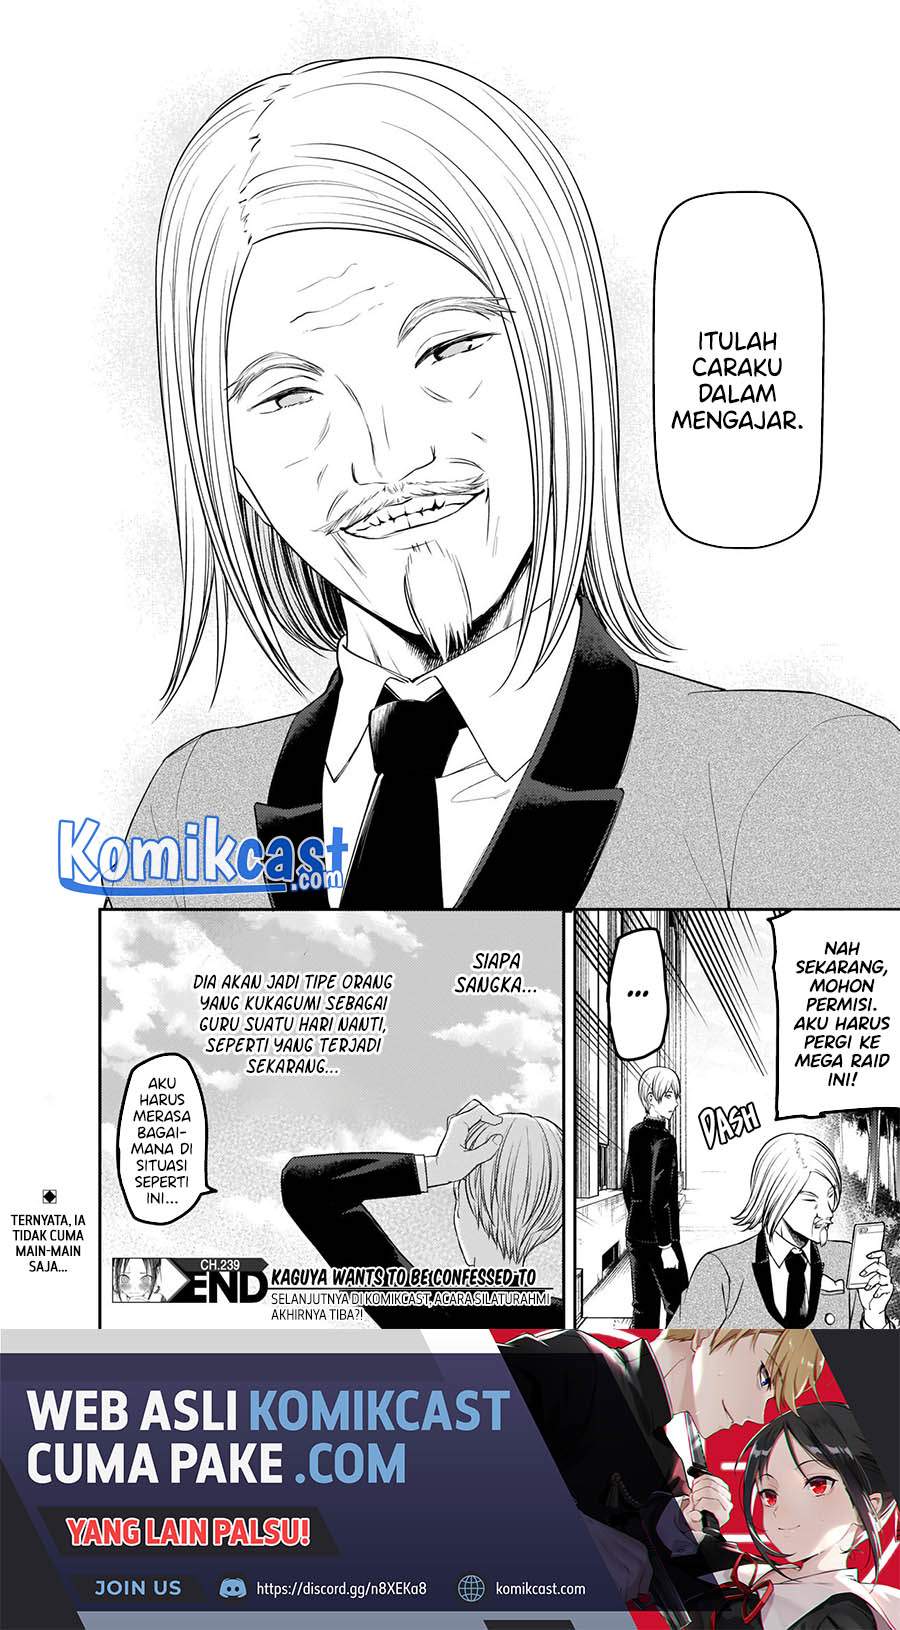 ITULAH
CARAKU
DALAM
MENGAJAR.
Komikcast
.com
NAH
SEKARANG,
MOHON
PERMISI.
AKU HARUS
PERGI KE
MEGA RAID
INI!
...
DASH
SIAPA
SANGKA...
DIA AKAN JADI TIPE ORANG
YANG KUKAGUMI SEBAGAI
GURU SUATU HARI NANTI,
SEPERTI YANG TERJADI
SEKARANG...
AKU
HARUS
MERASA
BAGAI-
MANA DI
SITUASI
SEPERTI
INI...
TERNYATA, IA
TIDAK CUMA
MAIN-MAIN
SAJA...
CH.239
END
KAGUYA WANTS TO BE CONFESSED TO
SELANJUTNYA DI KOMIKCAST, ACARA SILATURAHMI
AKHIRNYA TIBA?!
WEB ASLI KOMIKCAST
CUMA PAKE .COM
YANG LAIN PALSU!
JOIN US
https://discord.gg/n8XEKa8
komikcast.com